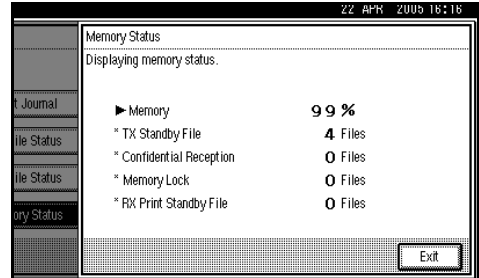 22 APR 2005 16:16
Memory Status
Displaying memory status.
t Journal
►Memory 99%
ile Status
* TX Standby File 4 Files
* Confidential Reception 0 Files
ile Status
* Memory Lock 0 Files
ory Status
* RX Print Standby File 0 Files
Exit